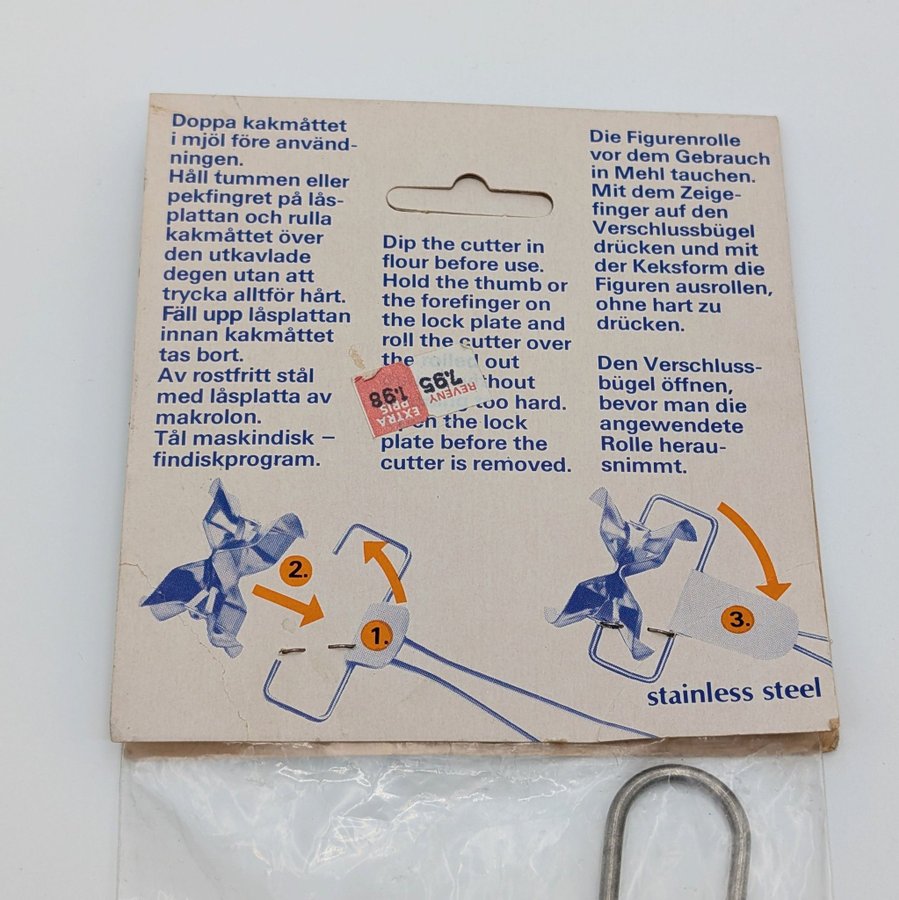 Doppa kakmåttet
i mjöl före använd-
ningen.
Håll tummen eller
pekfingret på lås-
plattan och rulla
kakmåttet över
den utkavlade
degen utan att
trycka alltför hårt.
Fäll upp låsplattan
innan kakmåttet
tas bort.
Av rostfritt stål
med låsplatta av
makrolon.
Tål maskindisk –
findiskprogram.
Dip the cutter in
flour before use.
Hold the thumb or
the forefinger on
the lock plate and
roll the cutter over
the rolled out
too hard.
the lock
plate before the
cutter is removed.
REVENY
7.95
EXTRA
PRIS
1.98
Die Figurenrolle
vor dem Gebrauch
in Mehl tauchen.
Mit dem Zeige-
finger auf den
Verschlussbügel
drücken und mit
der Keksform die
Figuren ausrollen,
ohne hart zu
drücken.
Den Verschluss-
bügel öffnen,
bevor man die
angewendete
Rolle herau-
snimmt.
2.
1.
3.
stainless steel